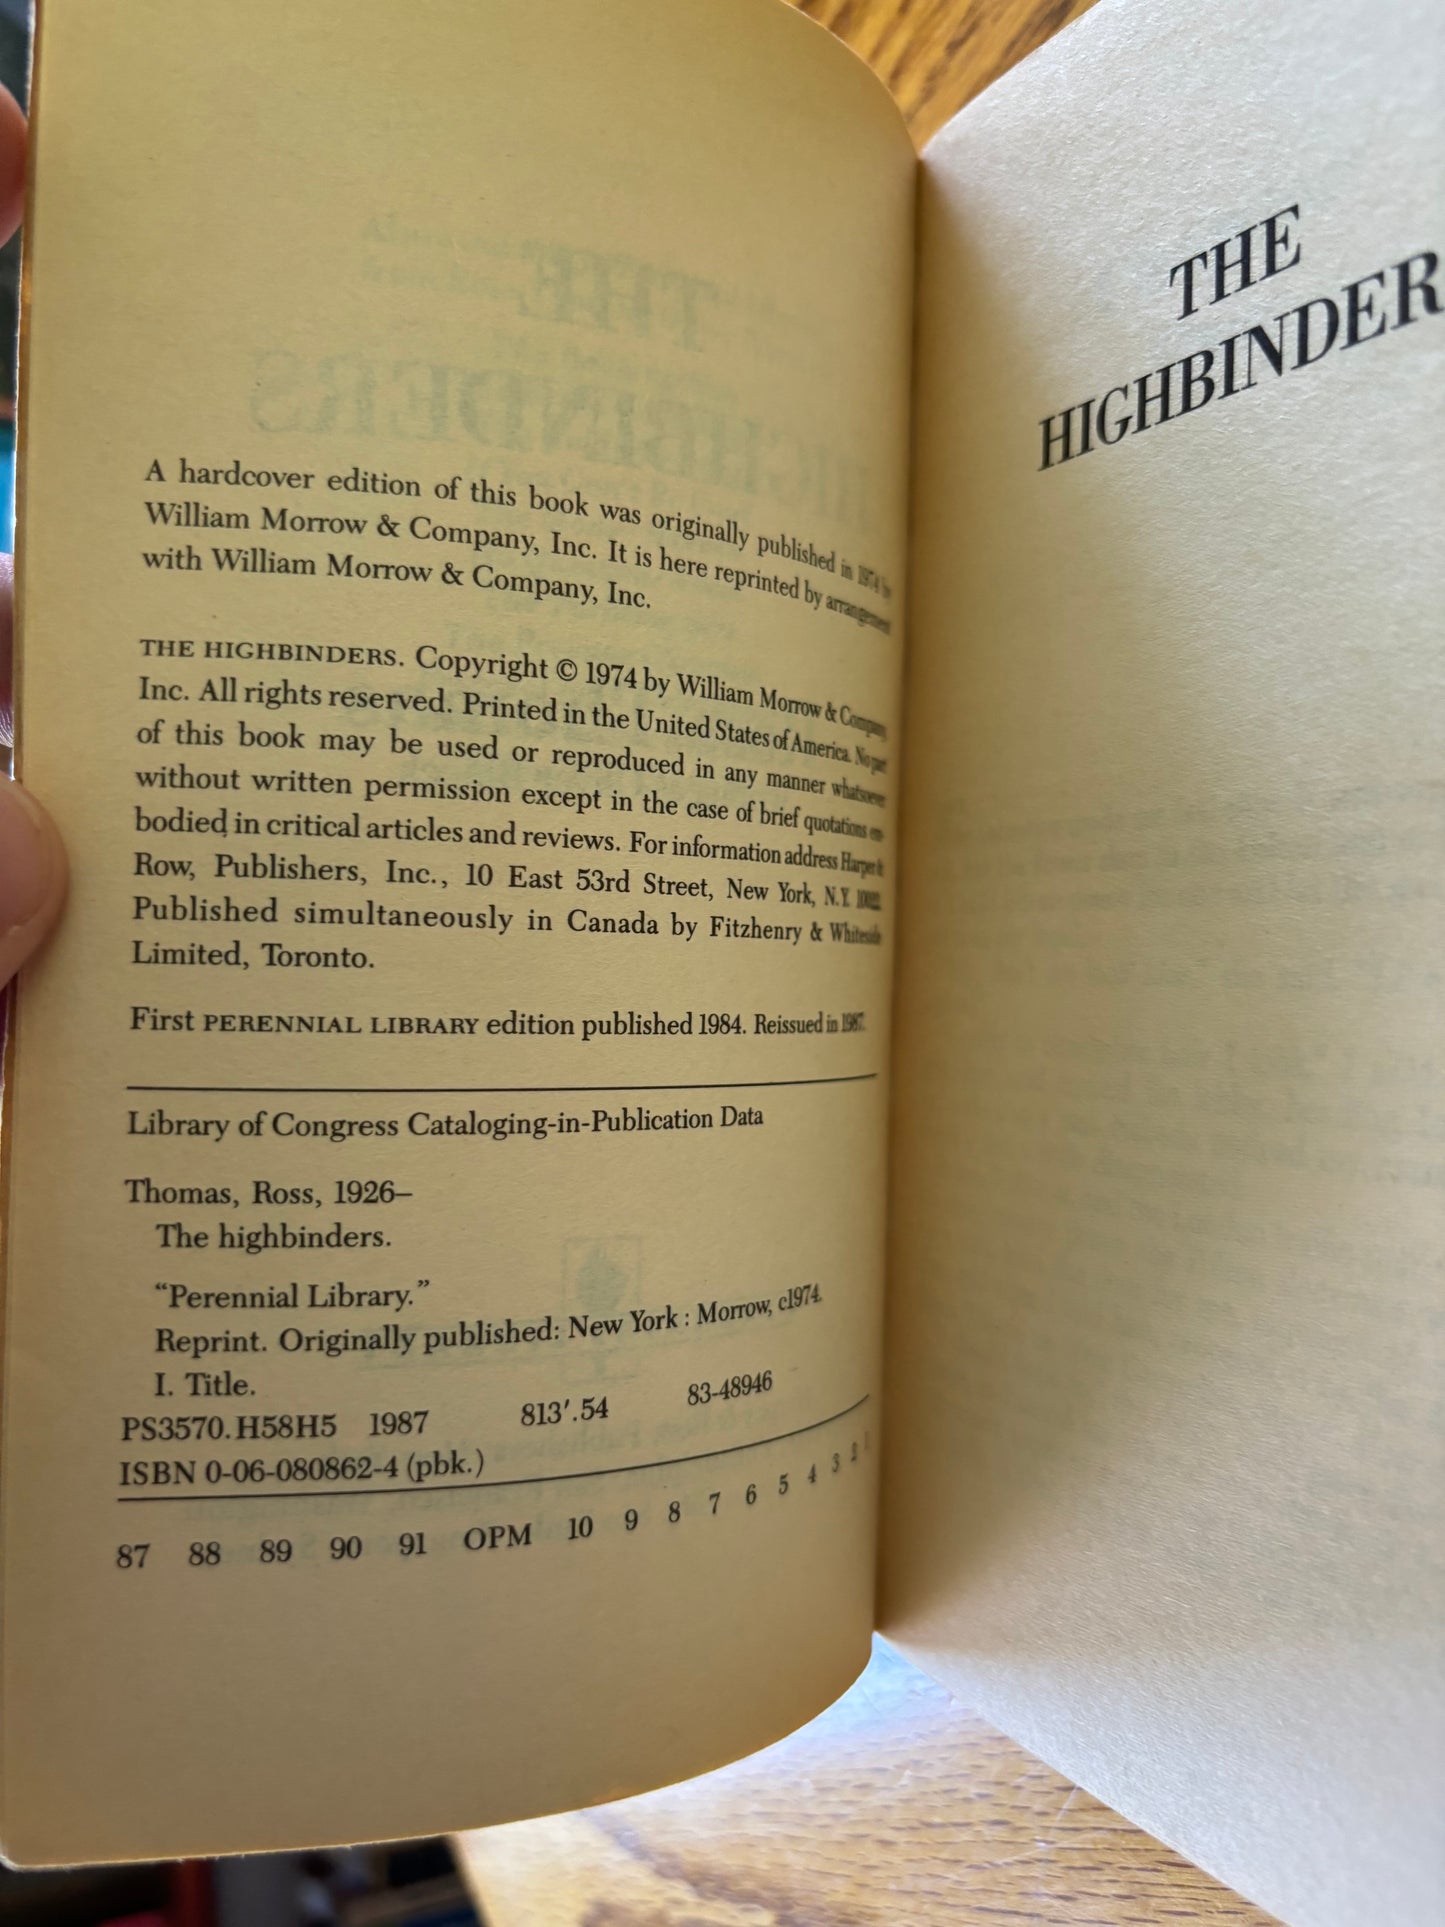 A hardcover edition of this book was originally published in 1974 by
William Morrow & Company, Inc. It is here reprinted by arrangement
with William Morrow & Company, Inc.
THE HIGHBINDERS. Copyright © 1974 by William Morrow & Company,
Inc. All rights reserved. Printed in the United States of America. No part
of this book may be used or reproduced in any manner whatsoever
without written permission except in the case of brief quotations em-
bodied in critical articles and reviews. For information address Harper &
Row, Publishers, Inc., 10 East 53rd Street, New York, N.Y. 10022.
Published simultaneously in Canada by Fitzhenry & Whiteside
Limited, Toronto.
First PERENNIAL LIBRARY edition published 1984. Reissued in 1987.
Library of Congress Cataloging-in-Publication Data
Thomas, Ross, 1926–
The highbinders.
“Perennial Library.”
Reprint. Originally published: New York : Morrow, c1974.
I. Title.
PS3570.H58H5 1987 813′.54 83-48946
ISBN 0-06-080862-4 (pbk.)
87 88 89 90 91 OPM 10 9 8 7 6 5 4 3 2 1
THE
HIGHBINDER